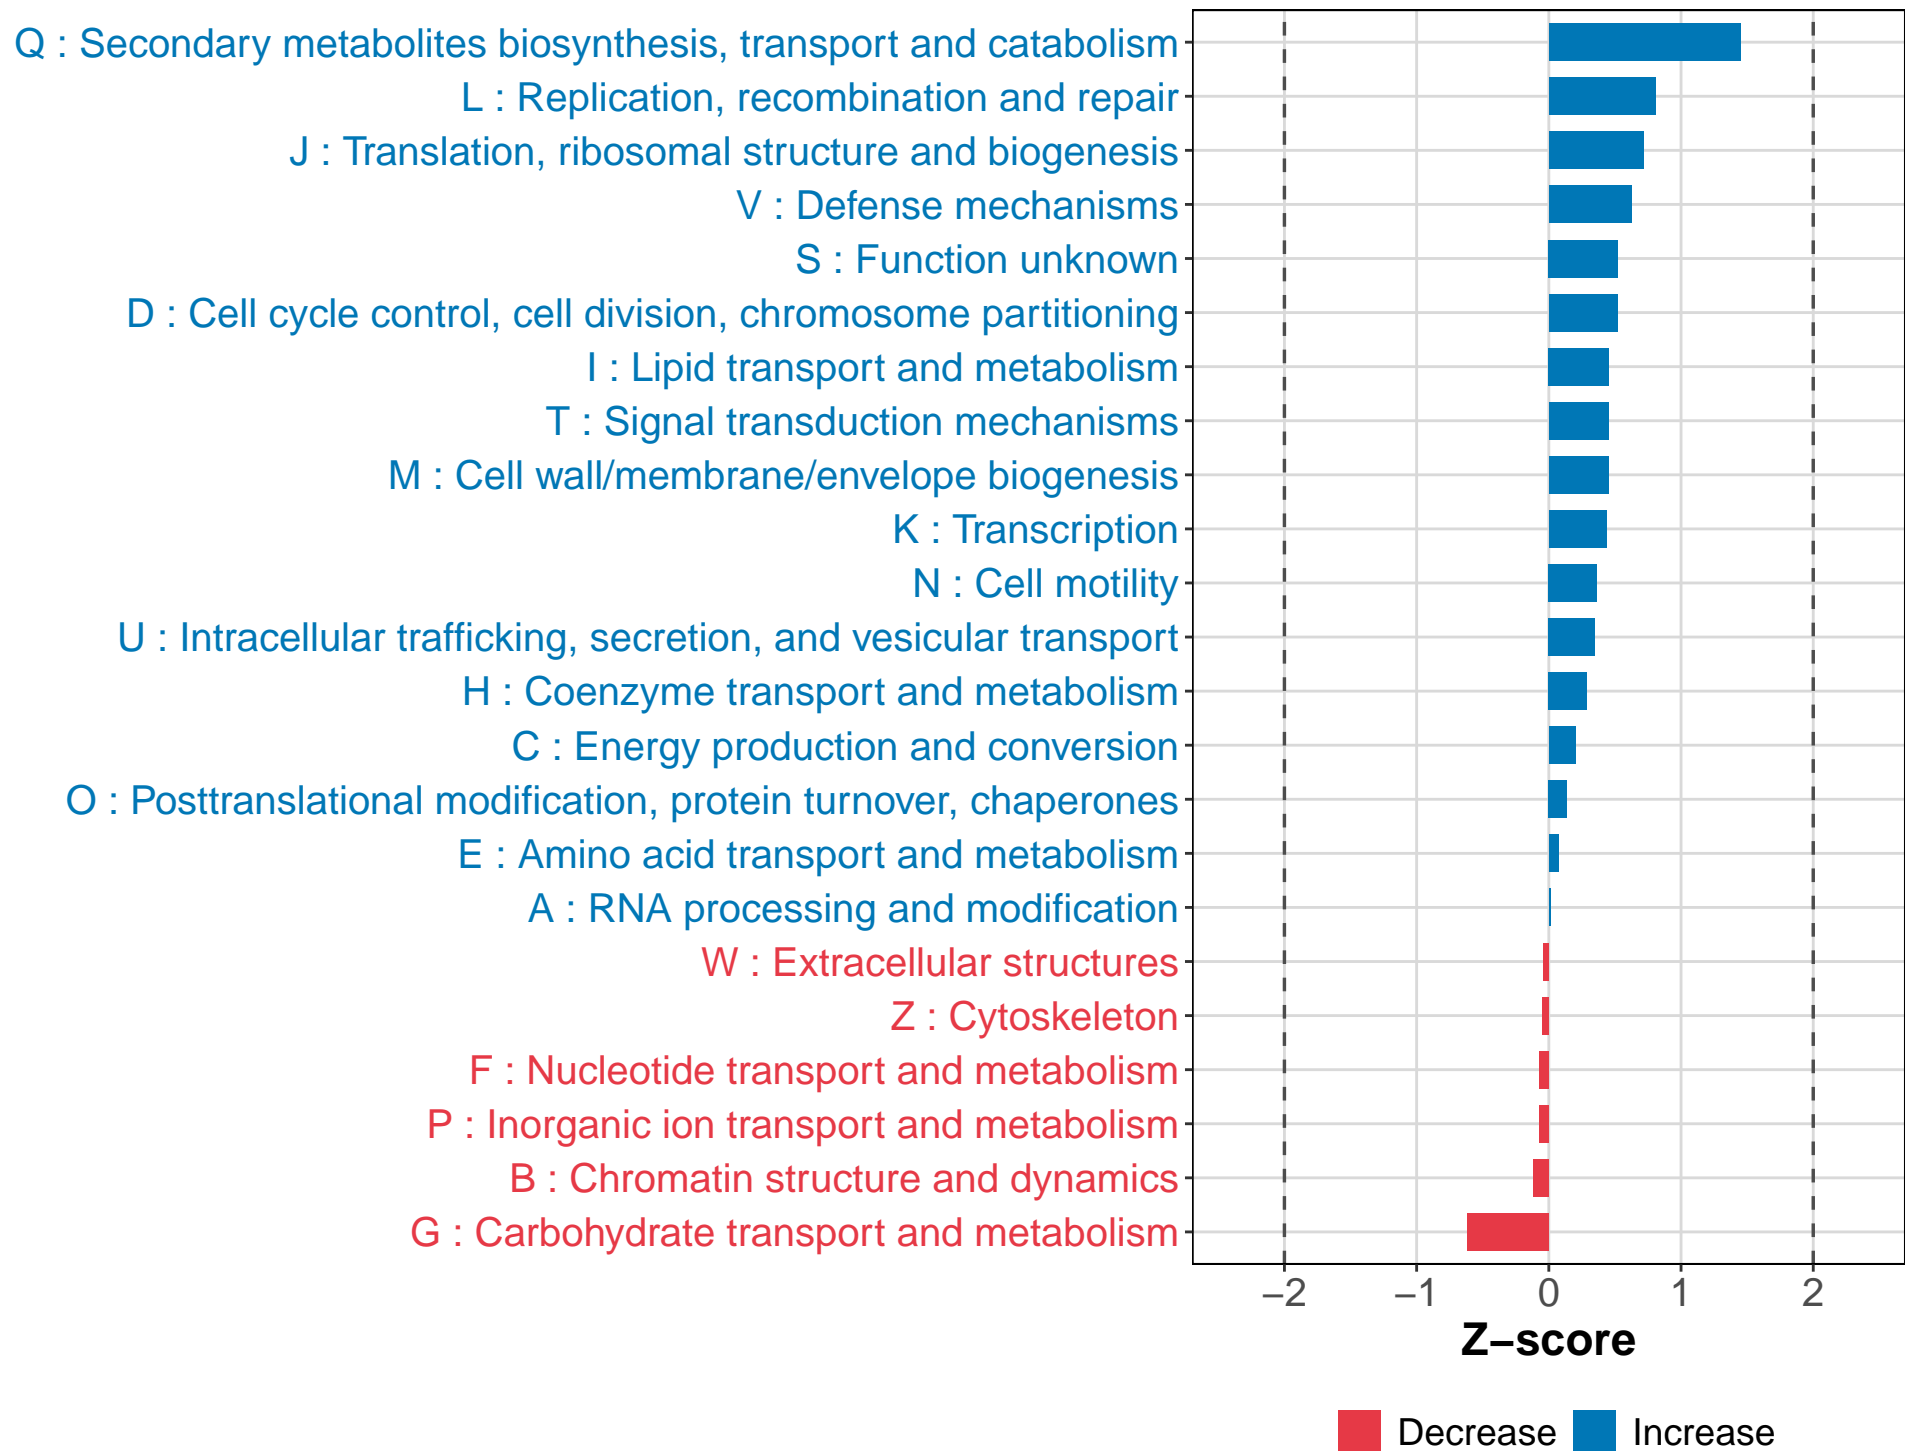 Q : Secondary metabolites biosynthesis, transport and catabolism
L : Replication, recombination and repair
J : Translation, ribosomal structure and biogenesis
V : Defense mechanisms
S : Function unknown
D : Cell cycle control, cell division, chromosome partitioning
I : Lipid transport and metabolism
T : Signal transduction mechanisms
M : Cell wall/membrane/envelope biogenesis
K : Transcription
N : Cell motility
U : Intracellular trafficking, secretion, and vesicular transport
H : Coenzyme transport and metabolism
C : Energy production and conversion
O : Posttranslational modification, protein turnover, chaperones
E : Amino acid transport and metabolism
A : RNA processing and modification
W : Extracellular structures
Z : Cytoskeleton
F : Nucleotide transport and metabolism
P : Inorganic ion transport and metabolism
B : Chromatin structure and dynamics
G : Carbohydrate transport and metabolism
−2 −1 0 1 2
Z−score
Decrease Increase